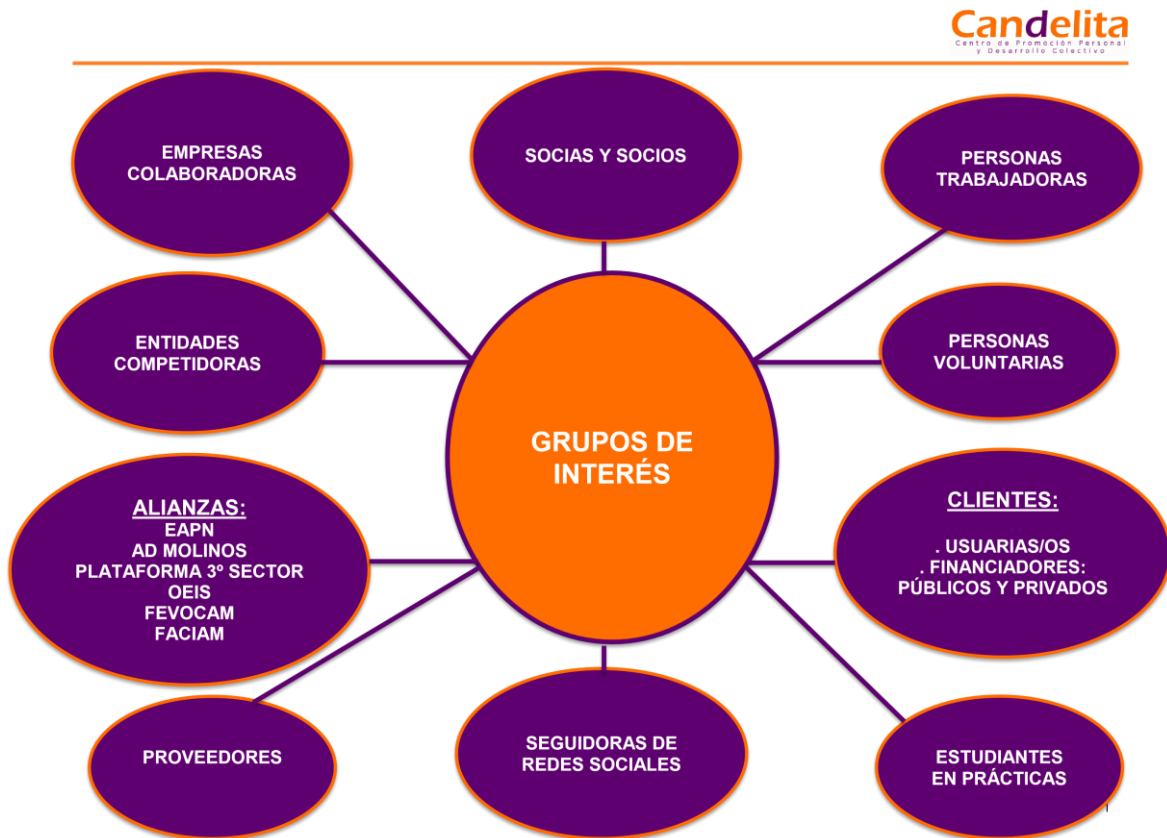 Candelita
Centro de Promoción Personal
y Desarrollo Colectivo
EMPRESAS
COLABORADORAS
SOCIAS Y SOCIOS
PERSONAS
TRABAJADORAS
ENTIDADES
COMPETIDORAS
PERSONAS
VOLUNTARIAS
GRUPOS DE
INTERÉS
ALIANZAS:
EAPN
AD MOLINOS
PLATAFORMA 3º SECTOR
OEIS
FEVOCAM
FACIAM
CLIENTES:
. USUARIAS/OS
. FINANCIADORES:
PÚBLICOS Y PRIVADOS
PROVEEDORES
SEGUIDORAS DE
REDES SOCIALES
ESTUDIANTES
EN PRÁCTICAS